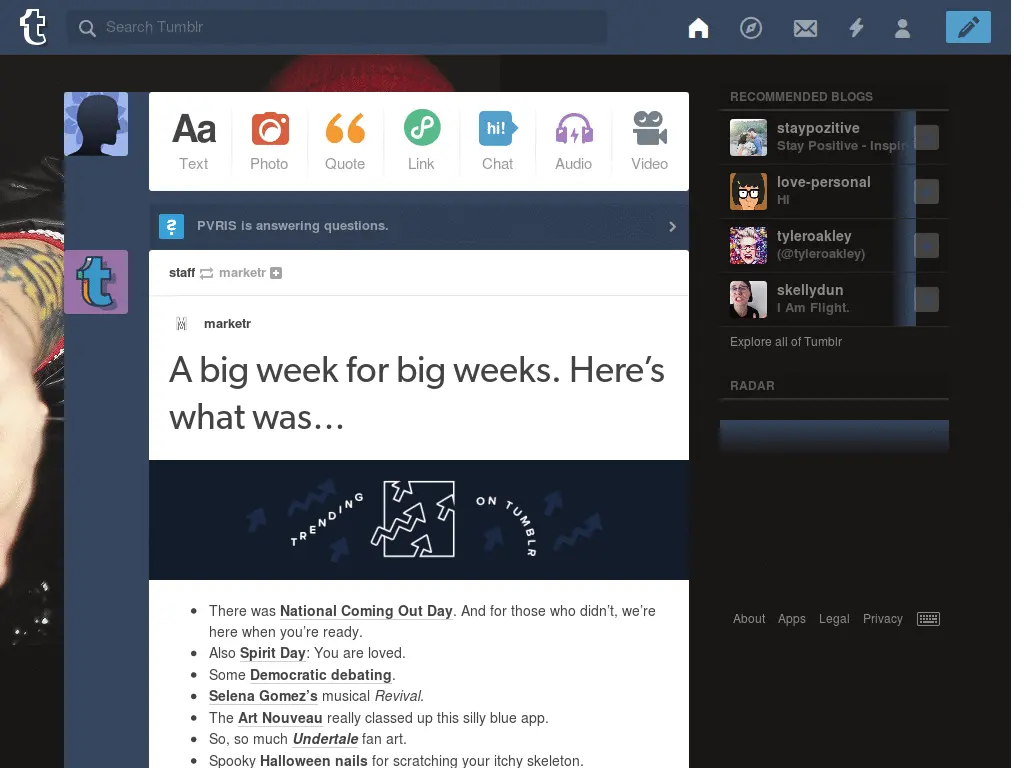 Search Tumblr
Aa
Text
Photo
Quote
Link
hi!
Chat
Audio
Video
PVRIS is answering questions.
staff marketr
marketr
A big week for big weeks. Here’s
what was…
TRENDING ON TUMBLR
There was National Coming Out Day. And for those who didn’t, we’re
here when you’re ready.
Also Spirit Day: You are loved.
Some Democratic debating.
Selena Gomez’s musical Revival.
The Art Nouveau really classed up this silly blue app.
So, so much Undertale fan art.
Spooky Halloween nails for scratching your itchy skeleton.
RECOMMENDED BLOGS
staypozitive
Stay Positive - Inspir
love-personal
HI
tyleroakley
(@tyleroakley)
skellydun
I Am Flight.
Explore all of Tumblr
RADAR
About Apps Legal Privacy